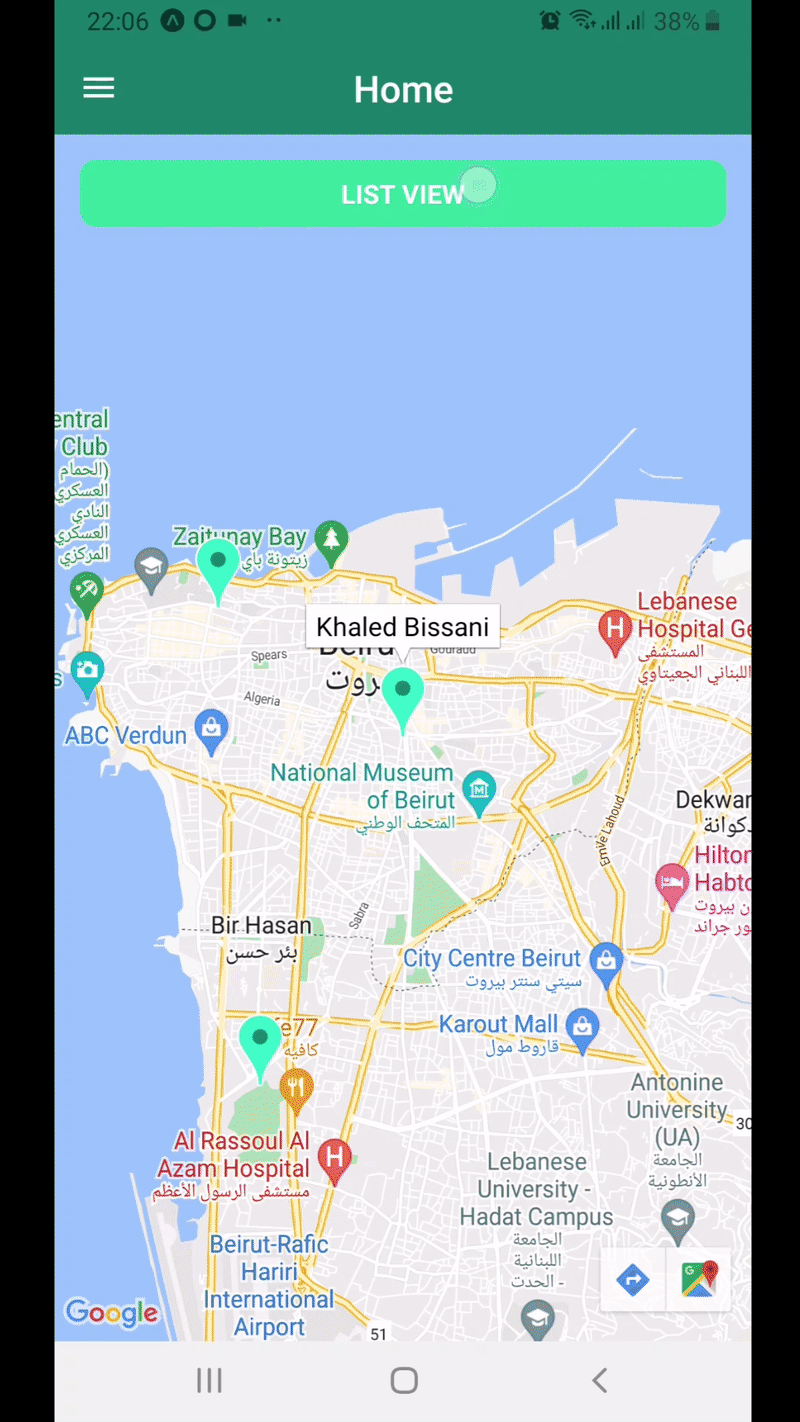 22:06
38%
Home
LIST VIEW
entral
Club
(الحمام
العسكري
النادي
العسكري
المركزي
Zaitunay Bay
زيتونة باي
Lebanese
Hospital Ge
المستشفى
اللبناني الجعيتاوي
Khaled Bissani
Spears
Beiru
Gouraud
بيروت
Algeria
s
ABC Verdun
National Museum
of Beirut
المتحف الوطني
Dekwan
دكوانة
Emile Lahoud
Hilton
Habto
ن بيروت
ور جراند
Sabra
Bir Hasan
بئر حسن
City Centre Beirut
سيتي سنتر بيروت
Karout Mall
قاروط مول
fe77
كافيه
Antonine
University
(UA)
الجامعة
الأنطونية
30
Al Rassoul Al
Azam Hospital
مستشفى الرسول الأعظم
Lebanese
University -
Hadat Campus
الجامعة
اللبنانية
- الحدت
Beirut-Rafic
Hariri
International
Airport
Google
51